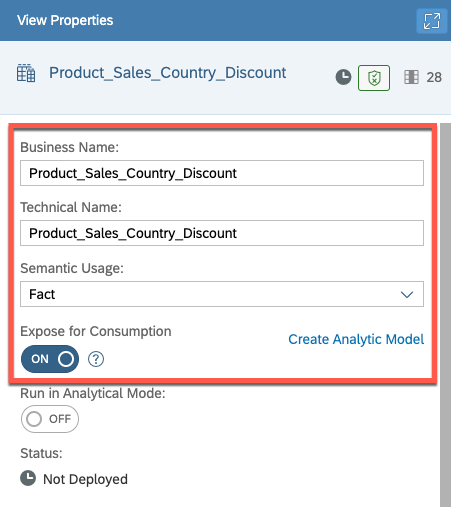 View Properties
Product_Sales_Country_Discount 28
Business Name:
Product_Sales_Country_Discount
Technical Name:
Product_Sales_Country_Discount
Semantic Usage:
Fact
Expose for Consumption
Create Analytic Model
ON ?
Run in Analytical Mode:
OFF
Status:
Not Deployed